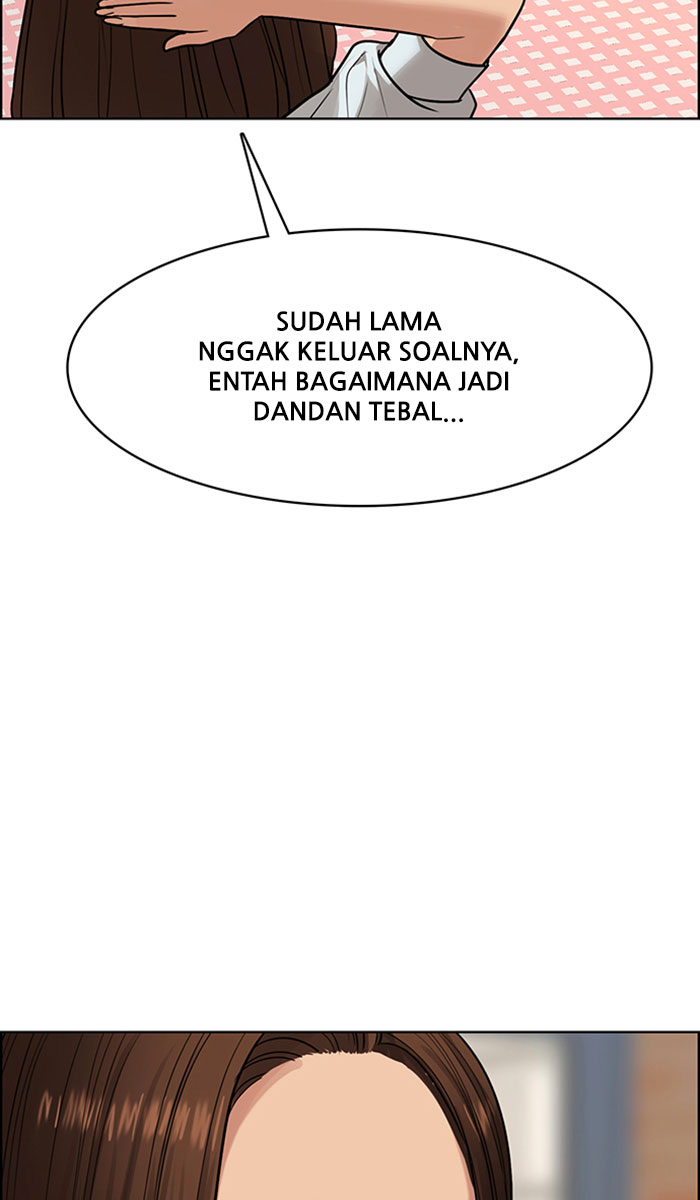 SUDAH LAMA
NGGAK KELUAR SOALNYA,
ENTAH BAGAIMANA JADI
DANDAN TEBAL...